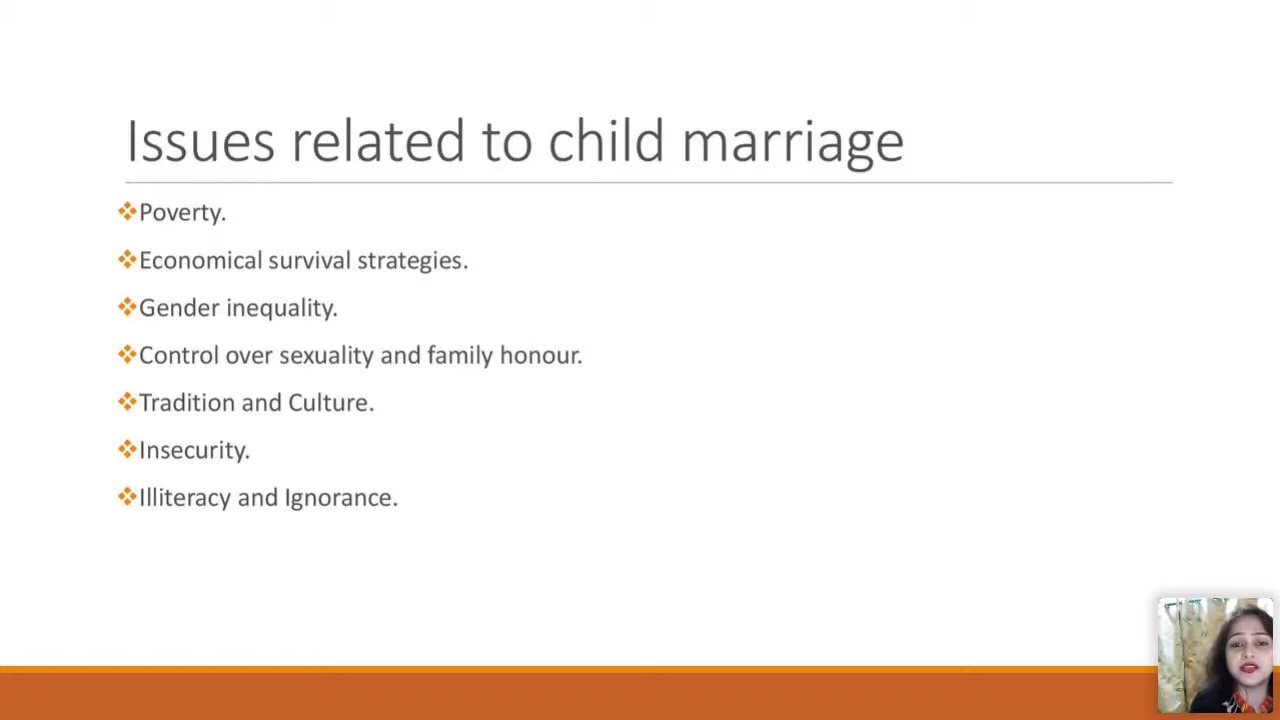 Issues related to child marriage
❖Poverty.
❖Economical survival strategies.
❖Gender inequality.
❖Control over sexuality and family honour.
❖Tradition and Culture.
❖Insecurity.
❖Illiteracy and Ignorance.